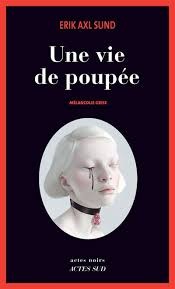 ERIK AXL SUND
Une vie
de poupée
MÉLANCOLIE GRISE
actes noirs
ACTES SUD